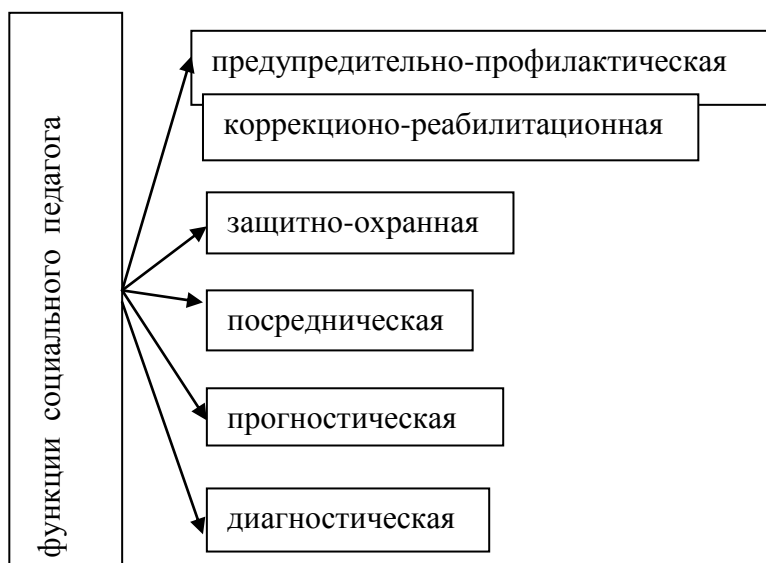 функции социального педагога
предупредительно-профилактическая
коррекционо-реабилитационная
защитно-охранная
посредническая
прогностическая
диагностическая